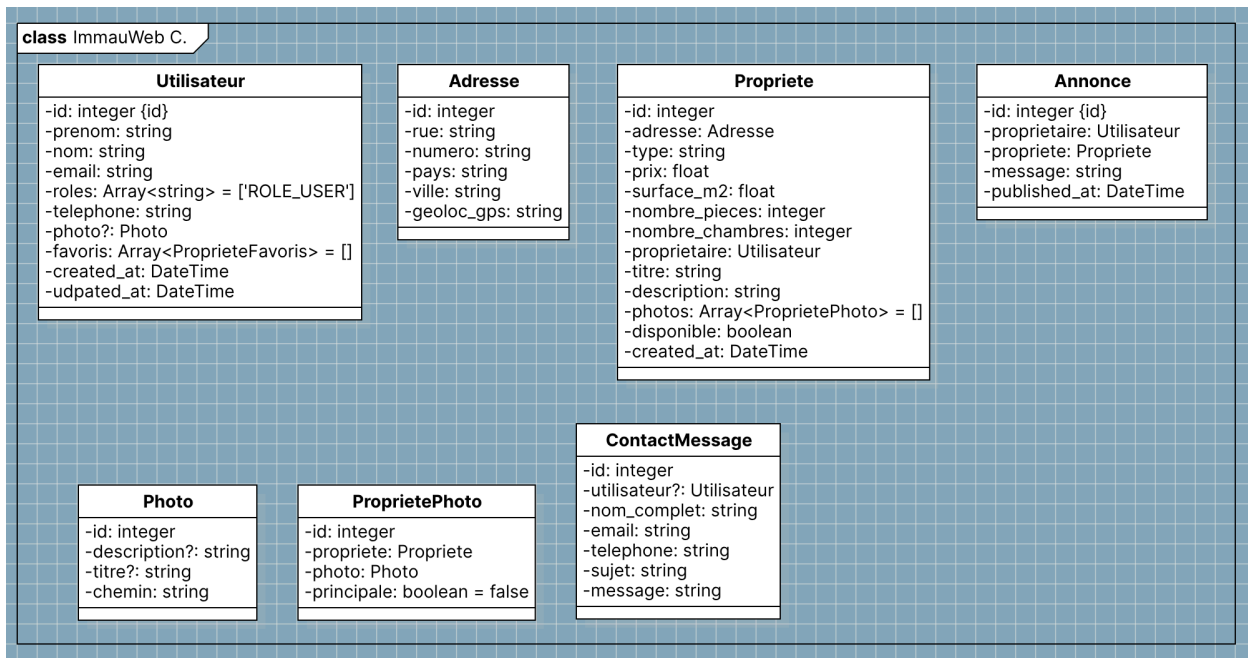 class ImmauWeb C.
Utilisateur
-id: integer {id}
-prenom: string
-nom: string
-email: string
-roles: Array<string> = ['ROLE_USER']
-telephone: string
-photo?: Photo
-favoris: Array<ProprieteFavoris> = []
-created_at: DateTime
-udpated_at: DateTime
Adresse
-id: integer
-rue: string
-numero: string
-pays: string
-ville: string
-geoloc_gps: string
Propriete
-id: integer
-adresse: Adresse
-type: string
-prix: float
-surface_m2: float
-nombre_pieces: integer
-nombre_chambres: integer
-proprietaire: Utilisateur
-titre: string
-description: string
-photos: Array<ProprietePhoto> = []
-disponible: boolean
-created_at: DateTime
Annonce
-id: integer {id}
-proprietaire: Utilisateur
-propriete: Propriete
-message: string
-published_at: DateTime
Photo
-id: integer
-description?: string
-titre?: string
-chemin: string
ProprietePhoto
-id: integer
-propriete: Propriete
-photo: Photo
-principale: boolean = false
ContactMessage
-id: integer
-utilisateur?: Utilisateur
-nom_complet: string
-email: string
-telephone: string
-sujet: string
-message: string